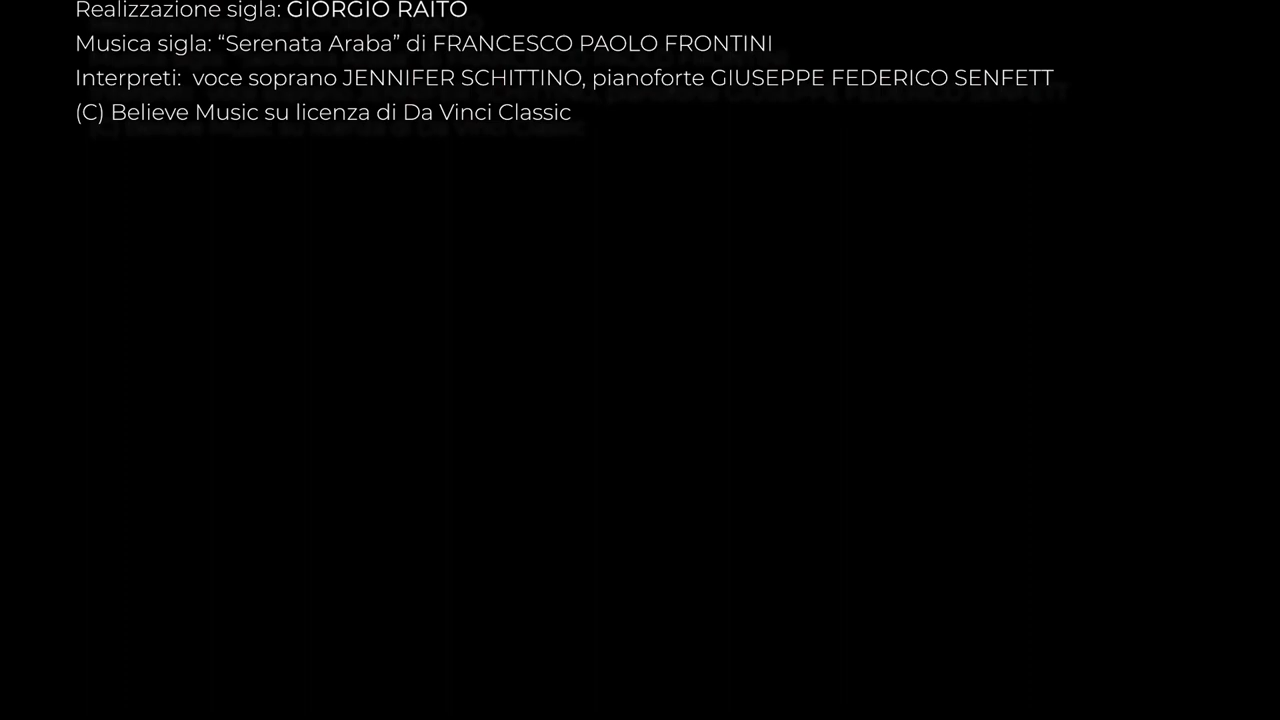 Realizzazione sigla: GIORGIO RAITO
Musica sigla: “Serenata Araba” di FRANCESCO PAOLO FRONTINI
Interpreti:  voce soprano JENNIFER SCHITTINO, pianoforte GIUSEPPE FEDERICO SENFETT
(C) Believe Music su licenza di Da Vinci Classic